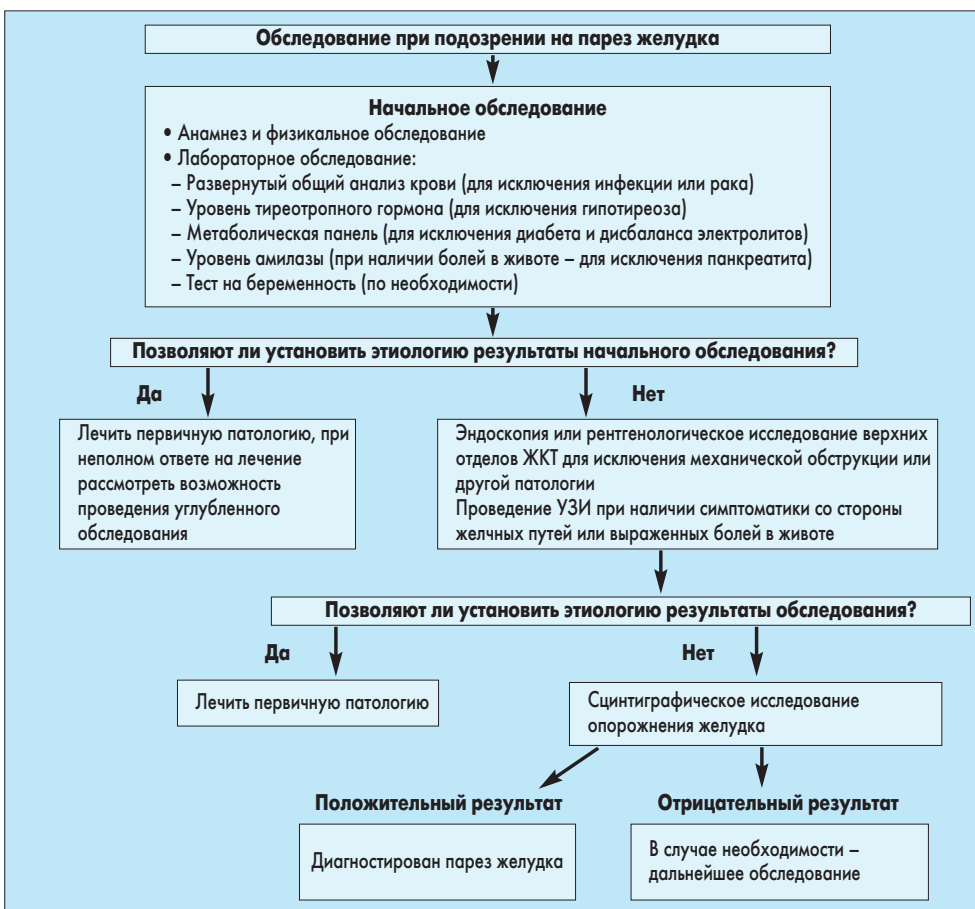 Обследование при подозрении на парез желудка
Начальное обследование
• Анамнез и физикальное обследование
• Лабораторное обследование:
– Развернутый общий анализ крови (для исключения инфекции или рака)
– Уровень тиреотропного гормона (для исключения гипотиреоза)
– Метаболическая панель (для исключения диабета и дисбаланса электролитов)
– Уровень амилазы (при наличии болей в животе – для исключения панкреатита)
– Тест на беременность (по необходимости)
Позволяют ли установить этиологию результаты начального обследования?
Да
Нет
Лечить первичную патологию, при
неполном ответе на лечение
рассмотреть возможность
проведения углубленного
обследования
Эндоскопия или рентгенологическое исследование верхних
отделов ЖКТ для исключения механической обструкции или
другой патологии
Проведение УЗИ при наличии симптоматики со стороны
желчных путей или выраженных болей в животе
Позволяют ли установить этиологию результаты обследования?
Да
Нет
Лечить первичную патологию
Сцинтиграфическое исследование
опорожнения желудка
Положительный результат
Отрицательный результат
Диагностирован парез желудка
В случае необходимости –
дальнейшее обследование